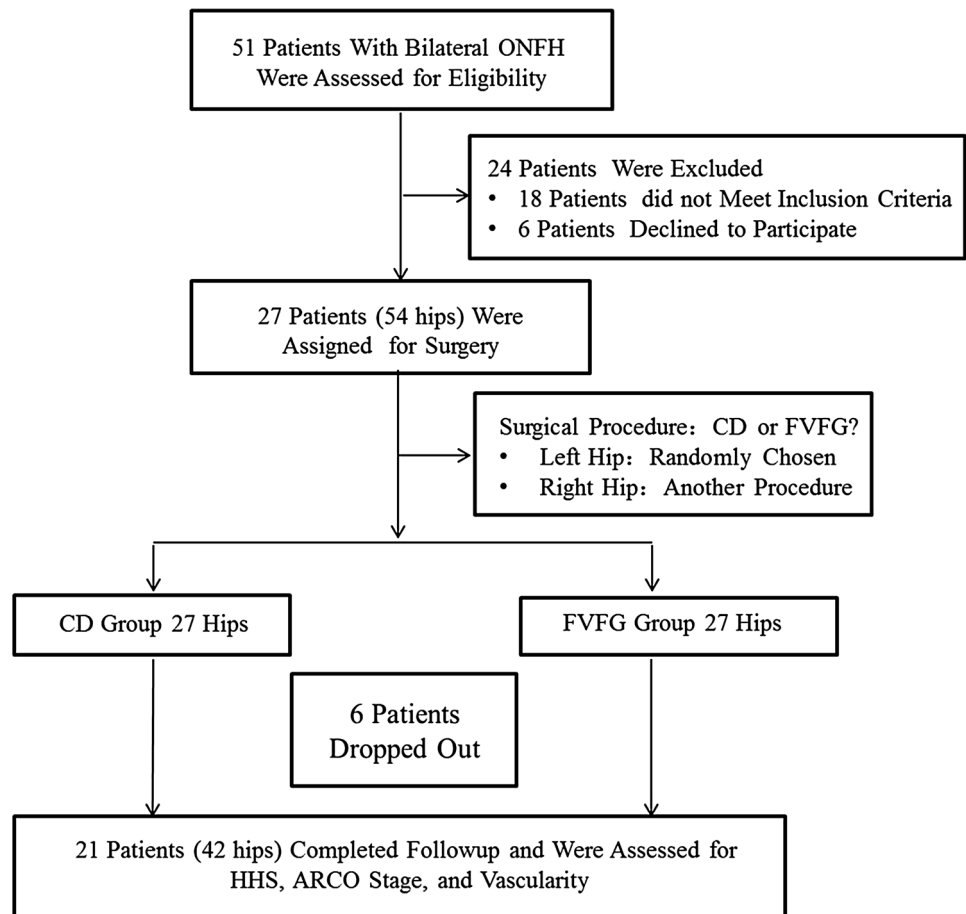 51 Patients With Bilateral ONFH
Were Assessed for Eligibility
24 Patients Were Excluded
• 18 Patients did not Meet Inclusion Criteria
• 6 Patients Declined to Participate
27 Patients (54 hips) Were
Assigned for Surgery
Surgical Procedure：CD or FVFG?
• Left Hip：Randomly Chosen
• Right Hip：Another Procedure
CD Group 27 Hips
FVFG Group 27 Hips
6 Patients
Dropped Out
21 Patients (42 hips) Completed Followup and Were Assessed for
HHS, ARCO Stage, and Vascularity